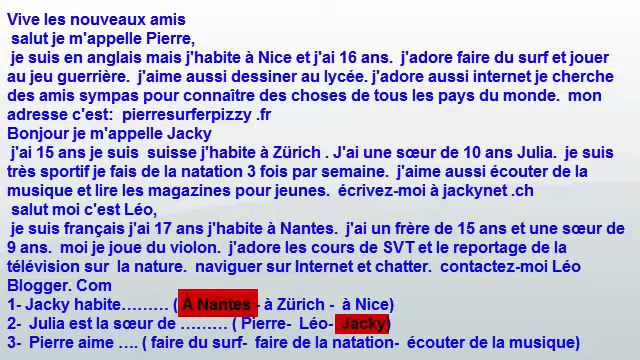 Vive les nouveaux amis
salut je m'appelle Pierre,
je suis en anglais mais j'habite à Nice et j'ai 16 ans. j'adore faire du surf et jouer
au jeu guerrière. j'aime aussi dessiner au lycée. j'adore aussi internet je cherche
des amis sympas pour connaître des choses de tous les pays du monde. mon
adresse c'est: pierresurferpizzy .fr
Bonjour je m'appelle Jacky
j'ai 15 ans je suis suisse j'habite à Zürich . J'ai une sœur de 10 ans Julia. je suis
très sportif je fais de la natation 3 fois par semaine. j'aime aussi écouter de la
musique et lire les magazines pour jeunes. écrivez-moi à jackynet .ch
salut moi c'est Léo,
je suis français j'ai 17 ans j'habite à Nantes. j'ai un frère de 15 ans et une sœur de
9 ans. moi je joue du violon. j'adore les cours de SVT et le reportage de la
télévision sur la nature. naviguer sur Internet et chatter. contactez-moi Léo
Blogger. Com
1- Jacky habite……… ( À Nantes - à Zürich - à Nice)
2- Julia est la sœur de ……… ( Pierre- Léo- Jacky)
3- Pierre aime …. ( faire du surf- faire de la natation- écouter de la musique)